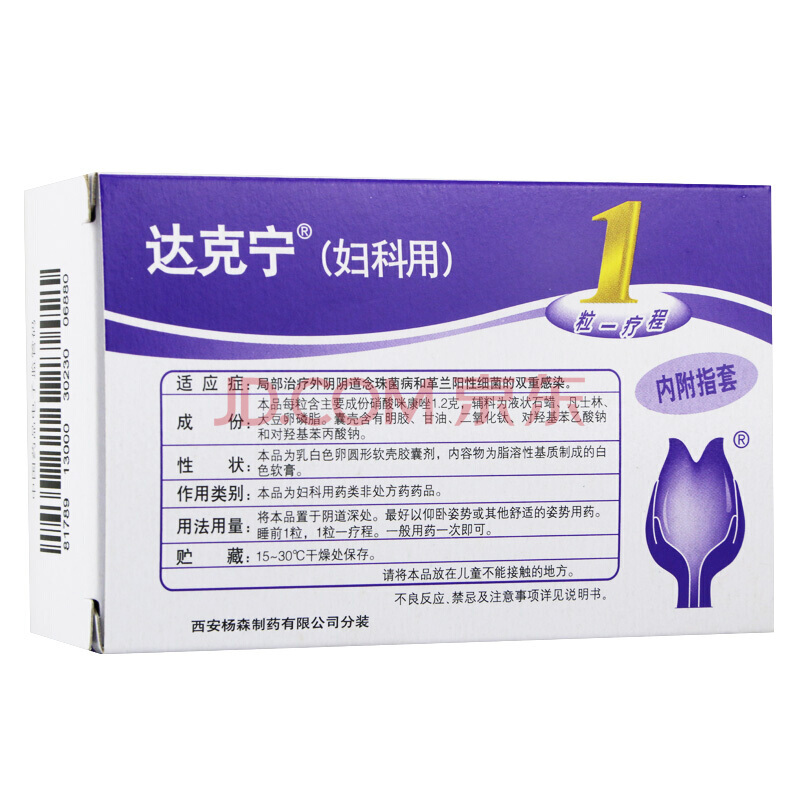 达克宁®(妇科用)
1
粒一疗程
内附指套
适应症: 局部治疗外阴阴道念珠菌病和革兰阳性细菌的双重感染。
成份: 本品每粒含主要成份硝酸咪康唑1.2克,辅料为液状石蜡、凡士林、
大豆卵磷脂。囊壳含有明胶、甘油、二氧化钛、对羟基苯乙酸钠
和对羟基苯丙酸钠。
性状: 本品为乳白色卵圆形软壳胶囊剂,内容物为脂溶性基质制成的白
色软膏。
作用类别: 本品为妇科用药类非处方药药品。
用法用量: 将本品置于阴道深处。最好以仰卧姿势或其他舒适的姿势用药。
睡前1粒,1粒一疗程。一般用药一次即可。
贮藏: 15~30℃干燥处保存。
请将本品放在儿童不能接触的地方。
不良反应、禁忌及注意事项详见说明书。
西安杨森制药有限公司分装
®
81789 13000 30230 06880
JD.COM 京东